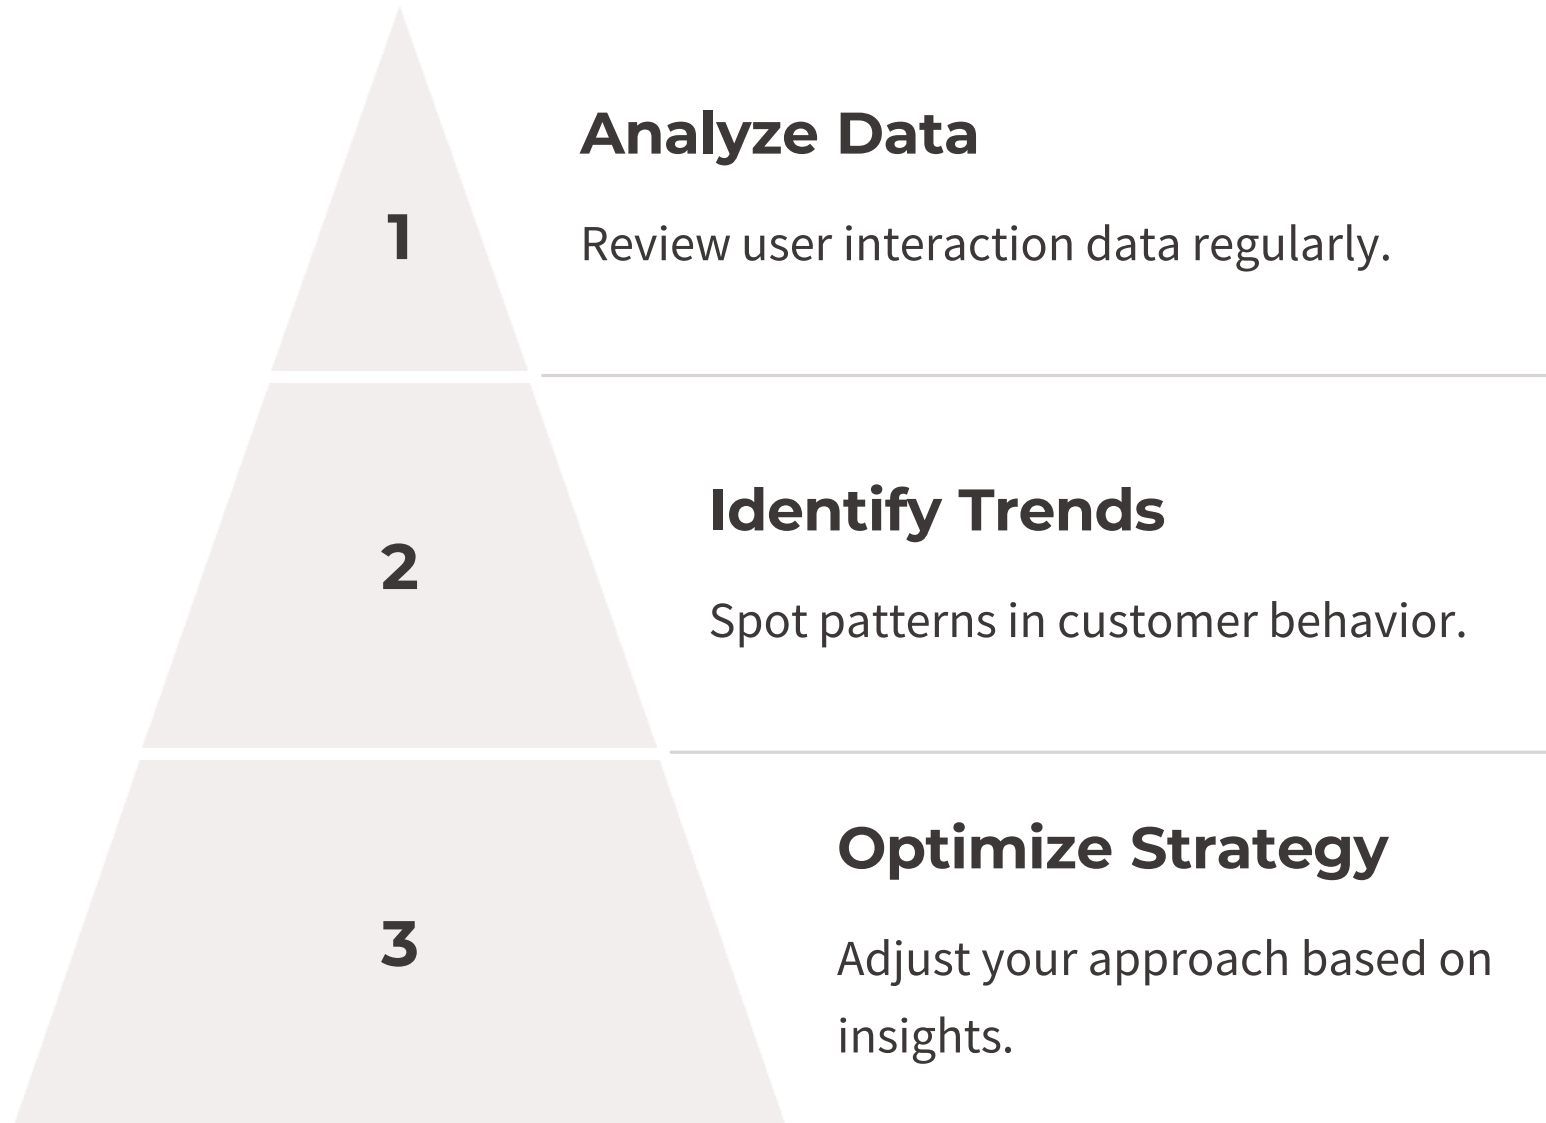 1
Analyze Data
Review user interaction data regularly.
2
Identify Trends
Spot patterns in customer behavior.
3
Optimize Strategy
Adjust your approach based on
insights.